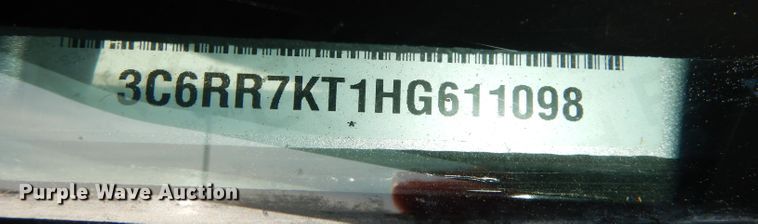 3C6RR7KT1HG611098
*
Purple Wave Auction